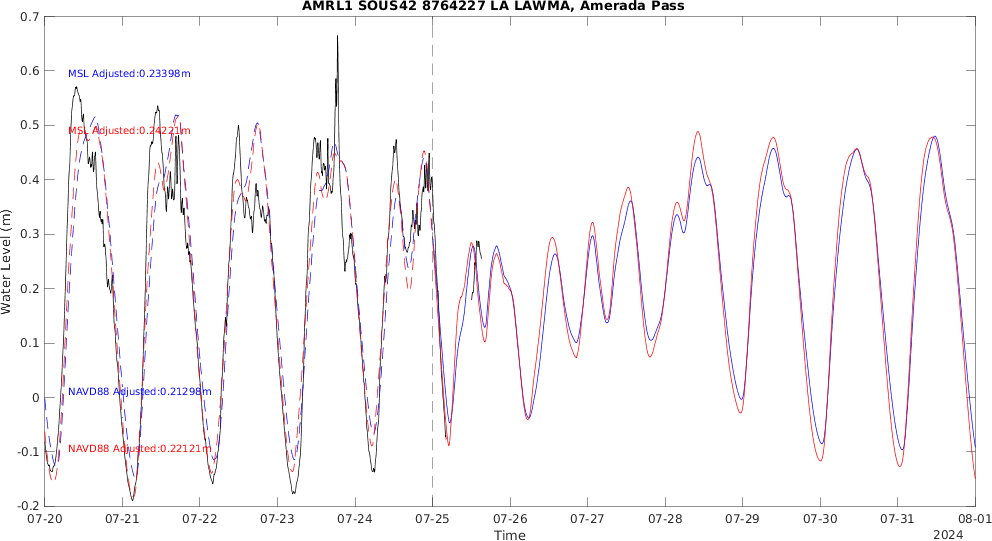 AMRL1 SOUS42 8764227 LA LAWMA, Amerada Pass
0.7
0.6
0.5
0.4
0.3
0.2
0.1
0
-0.1
-0.2
Water Level (m)
MSL Adjusted:0.23398m
MSL Adjusted:0.24221m
NAVD88 Adjusted:0.21298m
NAVD88 Adjusted:0.22121m
07-20 07-21 07-22 07-23 07-24 07-25 07-26 07-27 07-28 07-29 07-30 07-31 08-01
Time
2024